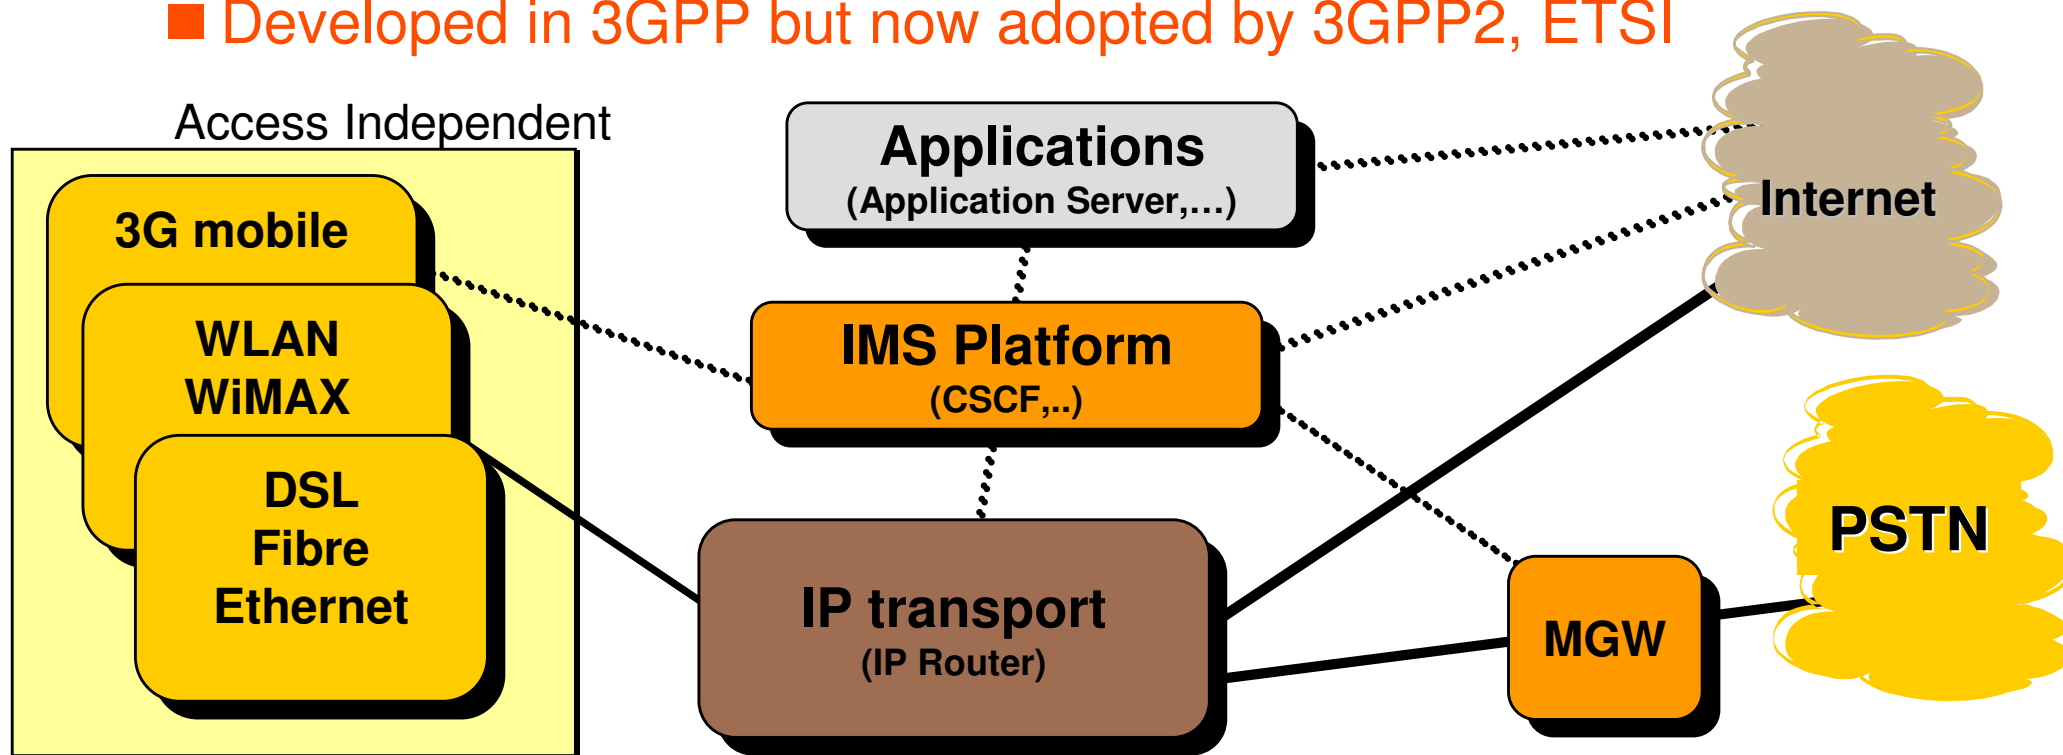 Developed in 3GPP but now adopted by 3GPP2, ETSI
Access Independent
3G mobile
WLAN
WiMAX
DSL
Fibre
Ethernet
Applications
(Application Server,...)
IMS Platform
(CSCF,..)
IP transport
(IP Router)
MGW
Internet
PSTN